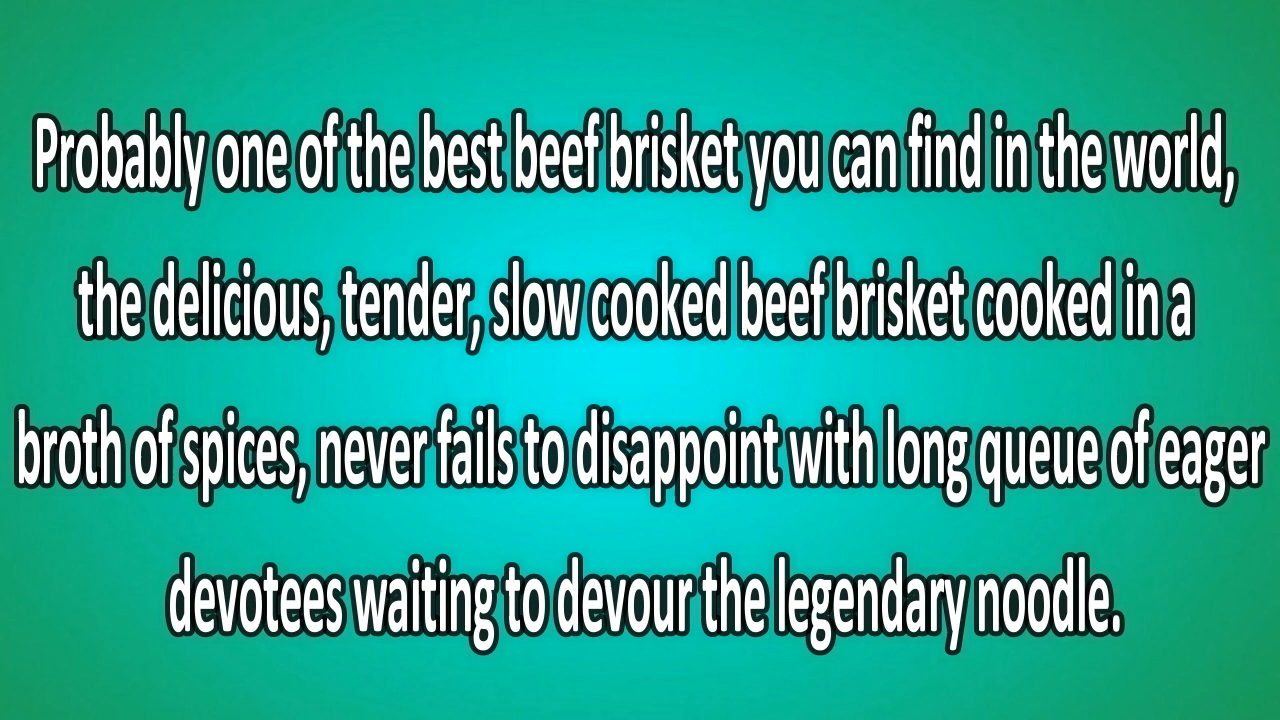 Probably one of the best beef brisket you can find in the world,
the delicious, tender, slow cooked beef brisket cooked in a
broth of spices, never fails to disappoint with long queue of eager
devotees waiting to devour the legendary noodle.